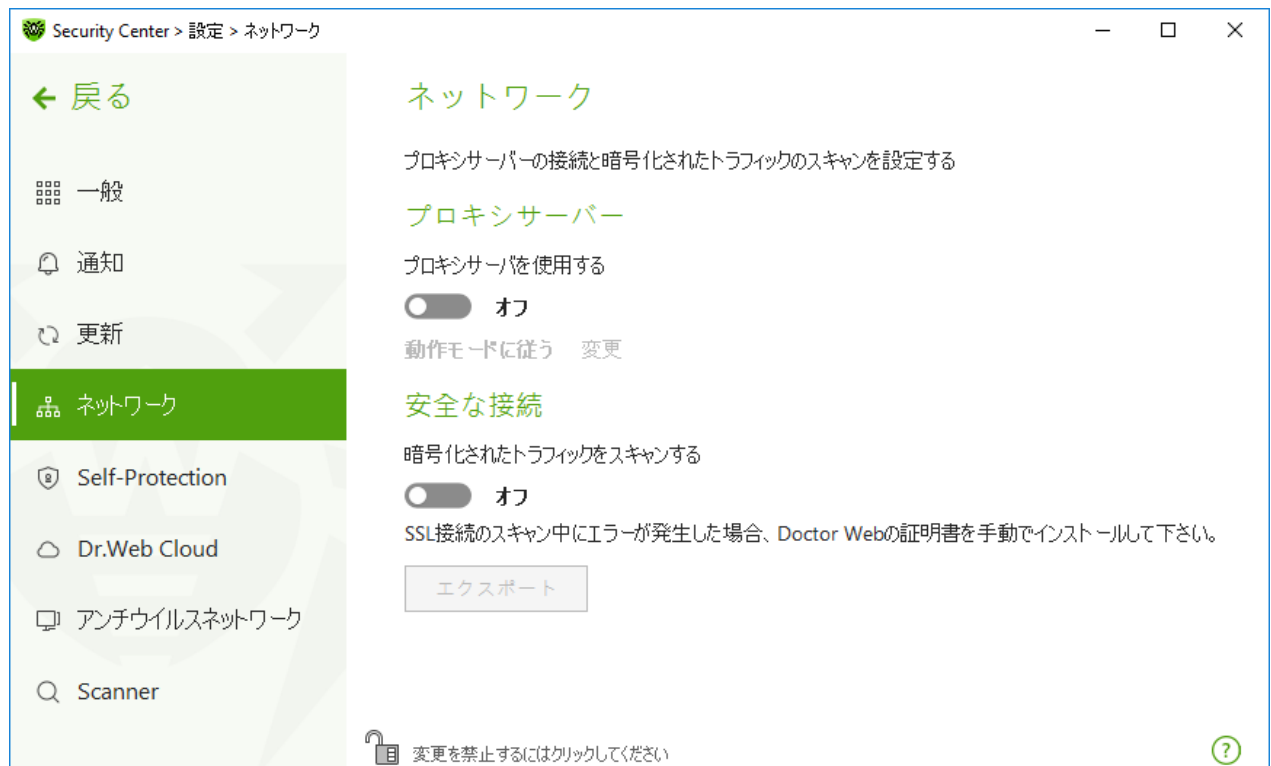 Security Center > 設定 > ネットワーク
戻る
一般
通知
更新
ネットワーク
Self-Protection
Dr.Web Cloud
アンチウイルスネットワーク
Scanner
ネットワーク
プロキシサーバーの接続と暗号化されたトラフィックのスキャンを設定する
プロキシサーバー
プロキシサーバを使用する
オフ
動作モードに従う 変更
安全な接続
暗号化されたトラフィックをスキャンする
オフ
SSL接続のスキャン中にエラーが発生した場合、Doctor Webの証明書を手動でインストールして下さい。
エクスポート
変更を禁止するにはクリックしてください
?